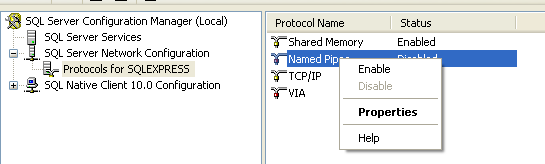 SQL Server Configuration Manager (Local)
SQL Server Services
SQL Server Network Configuration
Protocols for SQLEXPRESS
SQL Native Client 10.0 Configuration
Protocol Name Status
Shared Memory Enabled
Named Pipes Disabled
TCP/IP
VIA
Enable
Disable
Properties
Help